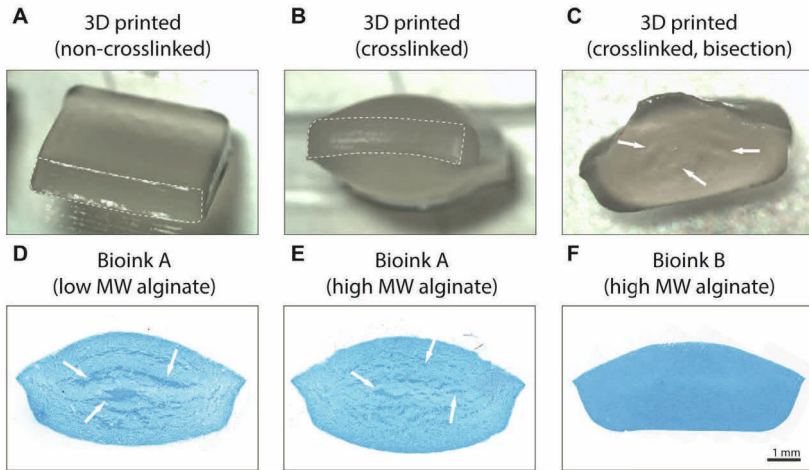 A
3D printed
(non-crosslinked)
B
3D printed
(crosslinked)
C
3D printed
(crosslinked, bisection)
D
Bioink A
(low MW alginate)
E
Bioink A
(high MW alginate)
F
Bioink B
(high MW alginate)
1 mm